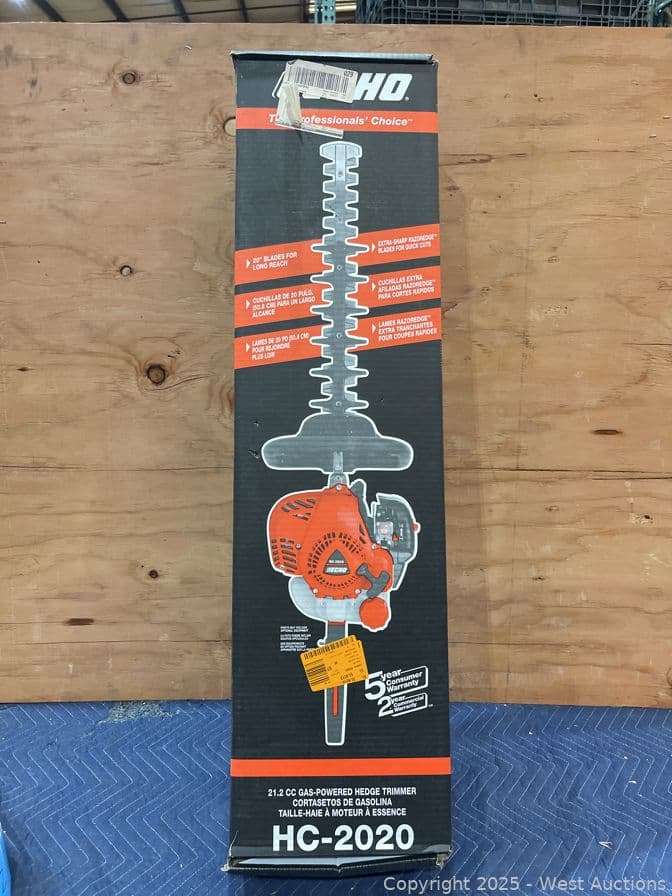 HO
The Professionals' Choice™
20" BLADES FOR
LONG REACH
EXTRA-SHARP RAZOREDGE™
BLADES FOR QUICK CUTS
CUCHILLAS DE 20 PULG.
(50.8 CM) PARA UN LARGO
ALCANCE
CUCHILLAS EXTRA
AFILADAS RAZOREDGE™
PARA CORTES RÁPIDOS
LAMES DE 20 PO (50.8 CM)
POUR REJOINDRE
PLUS LOIN
LAMES RAZOREDGE™
EXTRA TRANCHANTES
POUR COUPES RAPIDES
HC-2020
ECHO
5 year
Consumer
Warranty
2 year
Commercial
Warranty
21.2 CC GAS-POWERED HEDGE TRIMMER
CORTASETOS DE GASOLINA
TAILLE-HAIE À MOTEUR À ESSENCE
HC-2020
Copyright 2025 - West Auctions